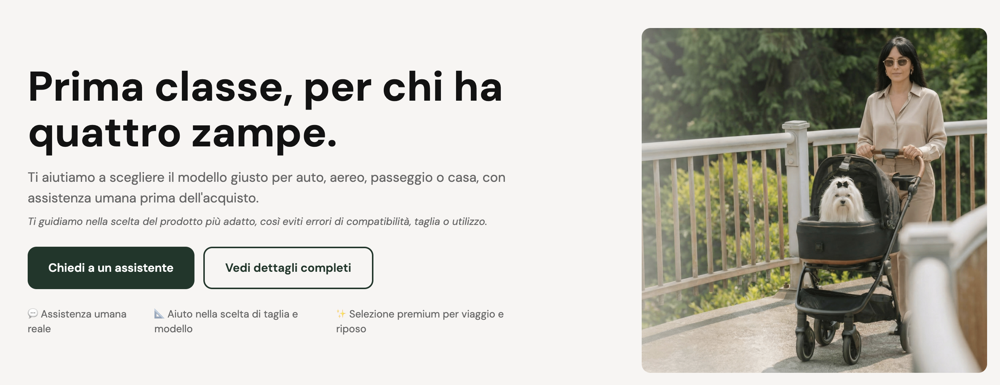 Prima classe, per chi ha
quattro zampe.
Ti aiutiamo a scegliere il modello giusto per auto, aereo, passeggio o casa, con
assistenza umana prima dell'acquisto.
Ti guidiamo nella scelta del prodotto più adatto, così eviti errori di compatibilità, taglia o utilizzo.
Chiedi a un assistente
Vedi dettagli completi
💬 Assistenza umana
reale
📐 Aiuto nella scelta di taglia e
modello
✨ Selezione premium per viaggio e
riposo